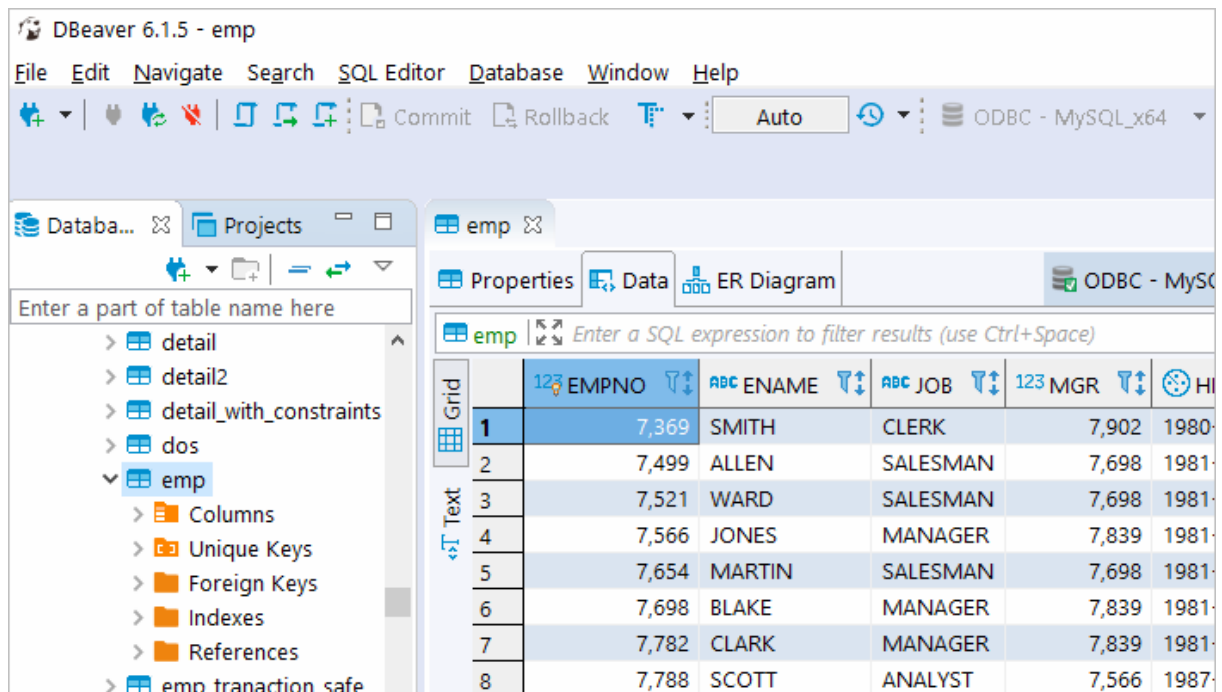 DBeaver 6.1.5 - emp
File Edit Navigate Search SQL Editor Database Window Help
Commit Rollback Auto ODBC - MySQL_x64
Databa... Projects
Enter a part of table name here
detail
detail2
detail_with_constraints
dos
emp
Columns
Unique Keys
Foreign Keys
Indexes
References
emp_tranaction_safe
emp
Properties Data ER Diagram ODBC - MyS
emp Enter a SQL expression to filter results (use Ctrl+Space)
Grid
Text
123 EMPNO ABC ENAME ABC JOB 123 MGR HI
1 7,369 SMITH CLERK 7,902 1980-
2 7,499 ALLEN SALESMAN 7,698 1981-
3 7,521 WARD SALESMAN 7,698 1981-
4 7,566 JONES MANAGER 7,839 1981-
5 7,654 MARTIN SALESMAN 7,698 1981-
6 7,698 BLAKE MANAGER 7,839 1981-
7 7,782 CLARK MANAGER 7,839 1981-
8 7,788 SCOTT ANALYST 7,566 1987-